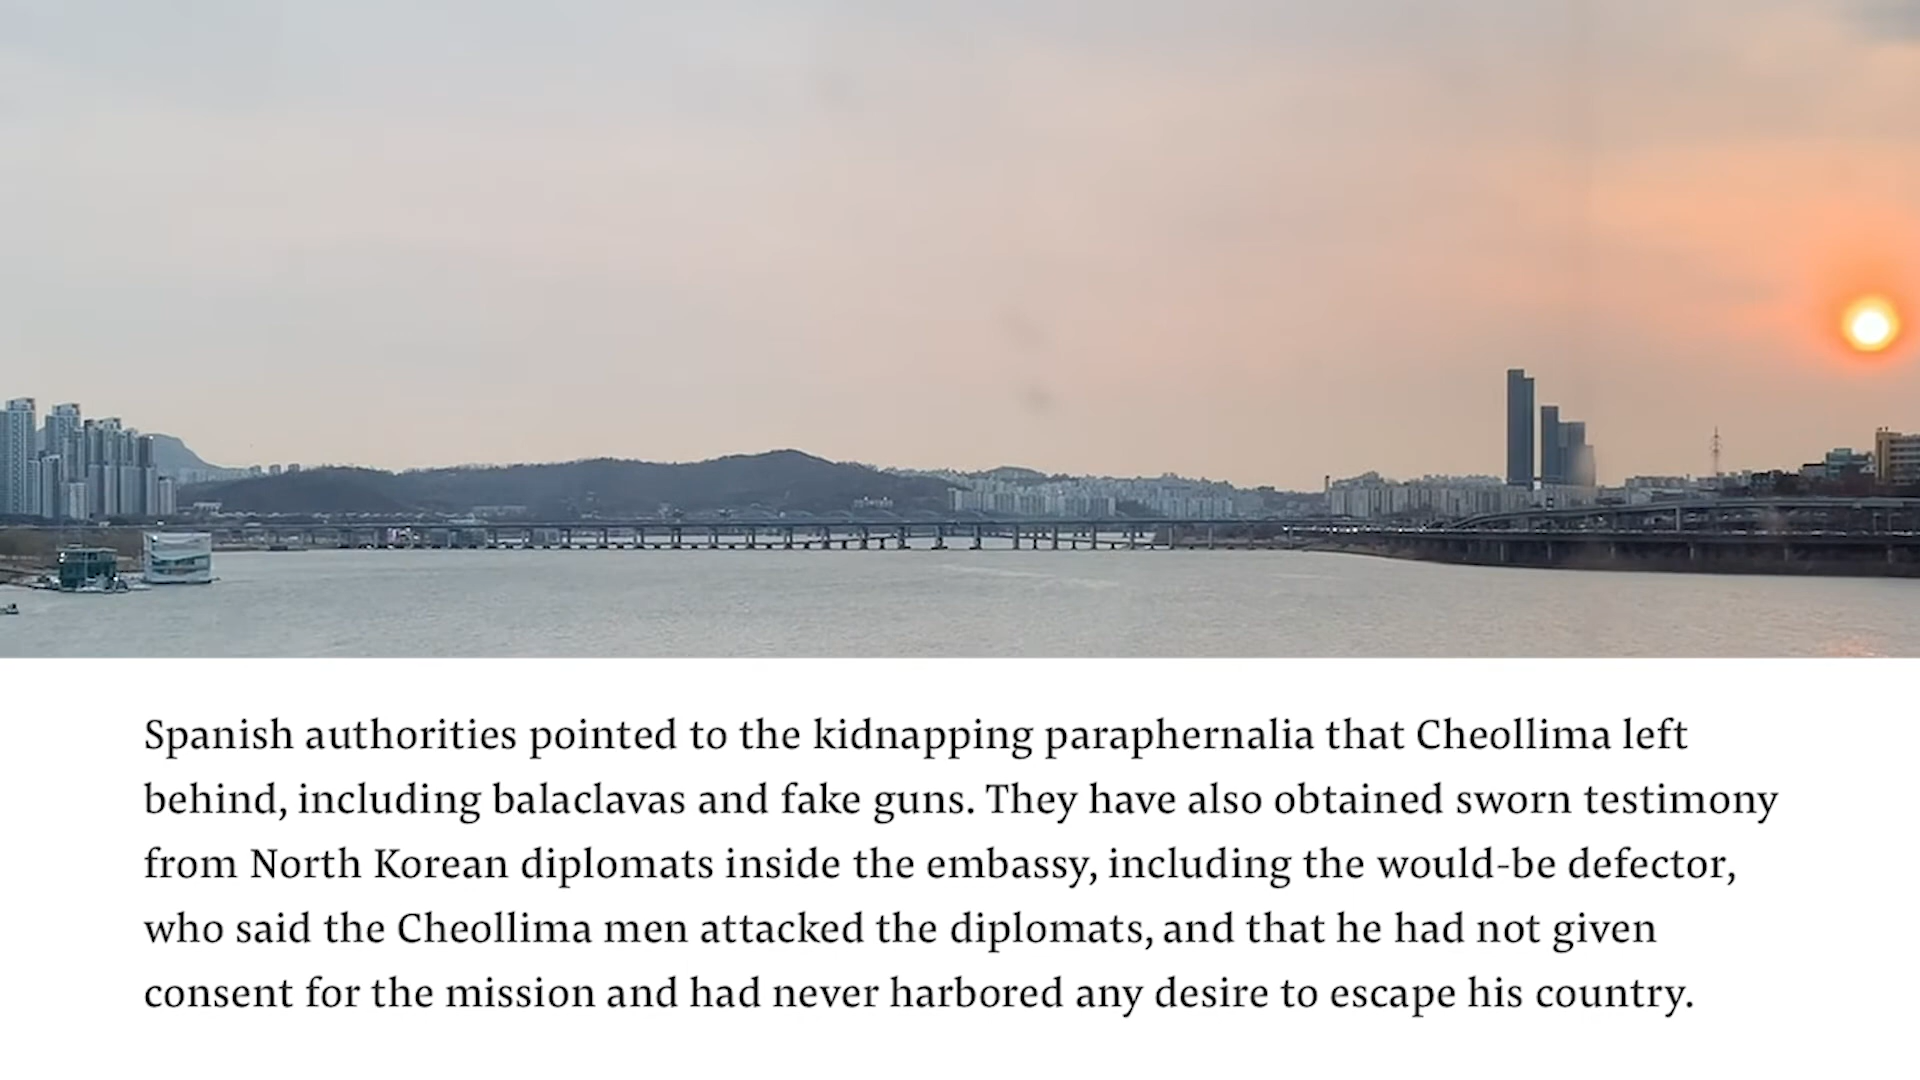 Spanish authorities pointed to the kidnapping paraphernalia that Cheollima left
behind, including balaclavas and fake guns. They have also obtained sworn testimony
from North Korean diplomats inside the embassy, including the would-be defector,
who said the Cheollima men attacked the diplomats, and that he had not given
consent for the mission and had never harbored any desire to escape his country.